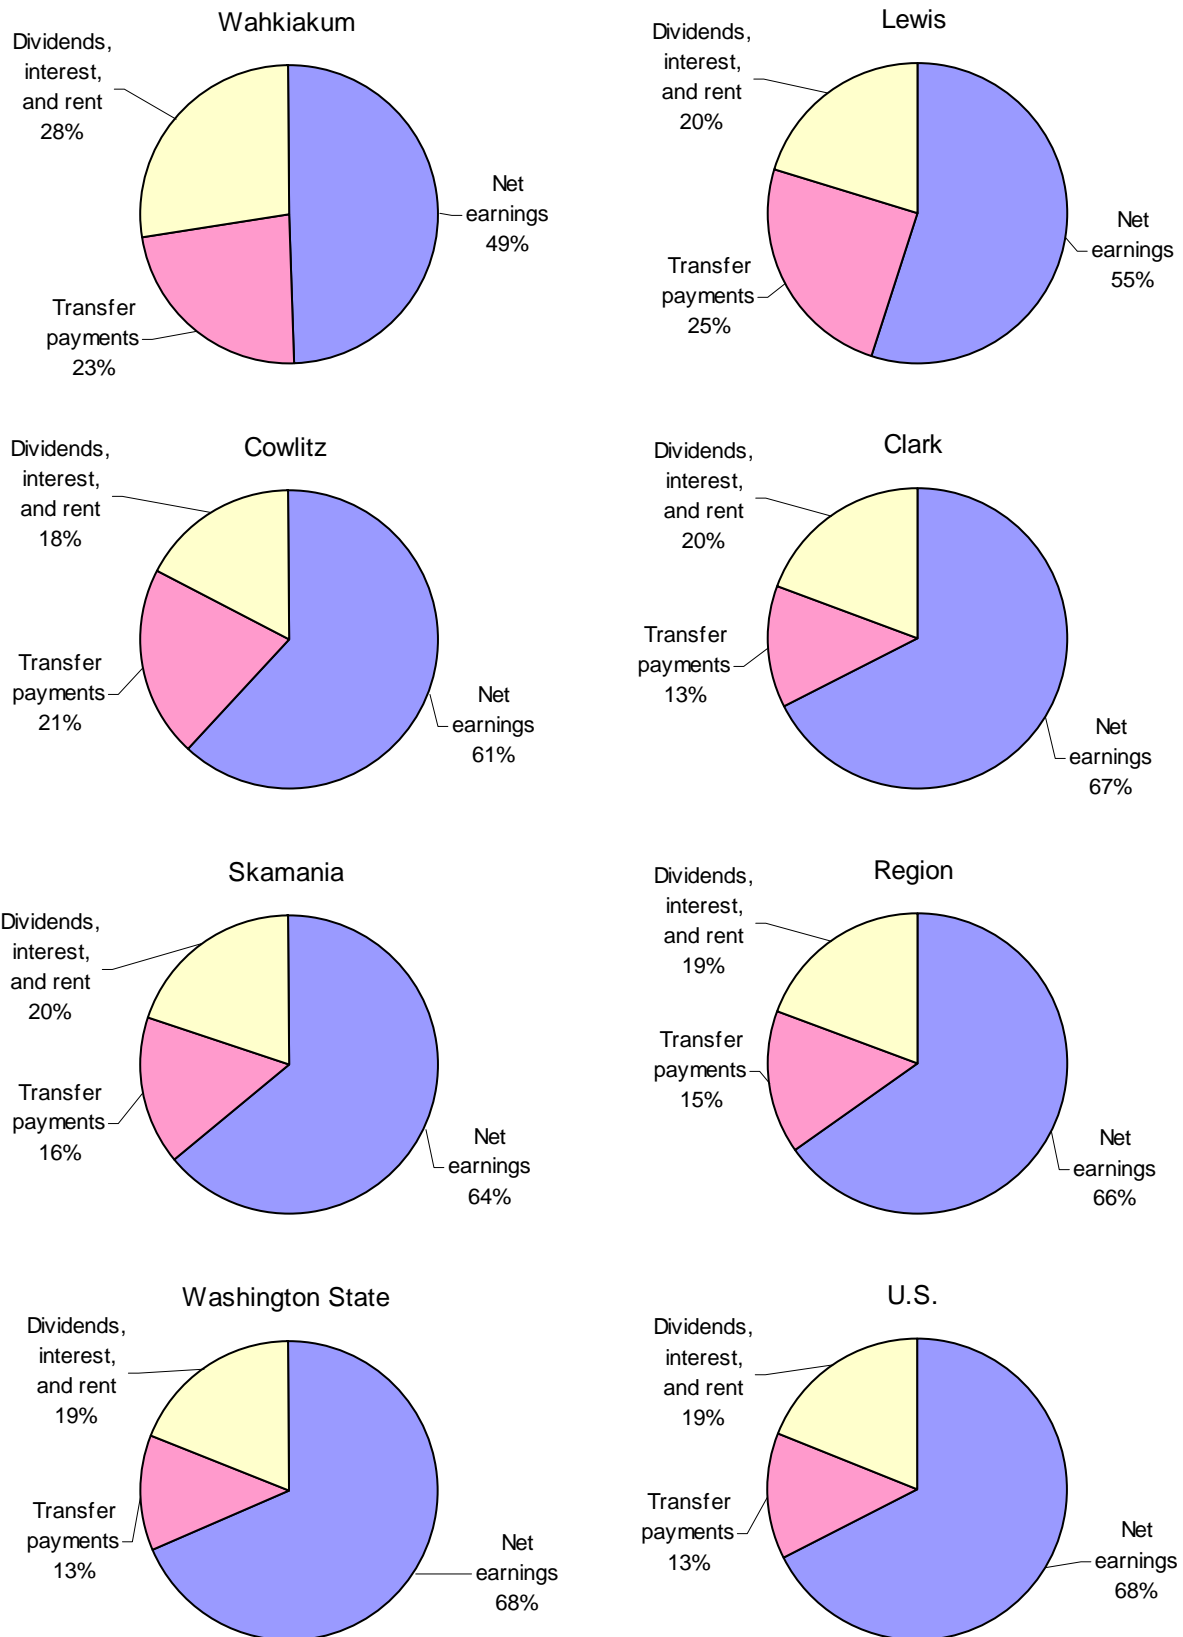 Wahkiakum
Dividends,
interest,
and rent
28%
Net
earnings
49%
Transfer
payments
23%
Lewis
Dividends,
interest,
and rent
20%
Net
earnings
55%
Transfer
payments
25%
Cowlitz
Dividends,
interest,
and rent
18%
Transfer
payments
21%
Net
earnings
61%
Clark
Dividends,
interest,
and rent
20%
Transfer
payments
13%
Net
earnings
67%
Skamania
Dividends,
interest,
and rent
20%
Transfer
payments
16%
Net
earnings
64%
Region
Dividends,
interest,
and rent
19%
Transfer
payments
15%
Net
earnings
66%
Washington State
Dividends,
interest,
and rent
19%
Transfer
payments
13%
Net
earnings
68%
U.S.
Dividends,
interest,
and rent
19%
Transfer
payments
13%
Net
earnings
68%